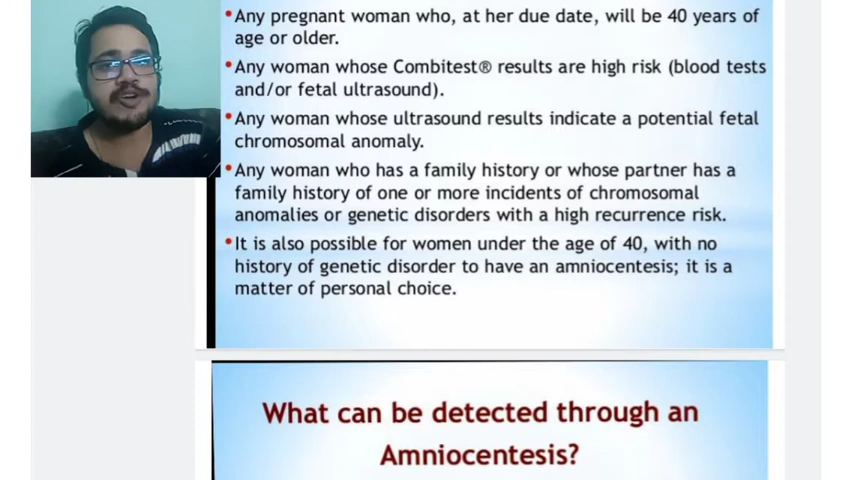 •Any pregnant woman who, at her due date, will be 40 years of
age or older.
•Any woman whose Combitest® results are high risk (blood tests
and/or fetal ultrasound).
•Any woman whose ultrasound results indicate a potential fetal
chromosomal anomaly.
•Any woman who has a family history or whose partner has a
family history of one or more incidents of chromosomal
anomalies or genetic disorders with a high recurrence risk.
•It is also possible for women under the age of 40, with no
history of genetic disorder to have an amniocentesis; it is a
matter of personal choice.
What can be detected through an
Amniocentesis?